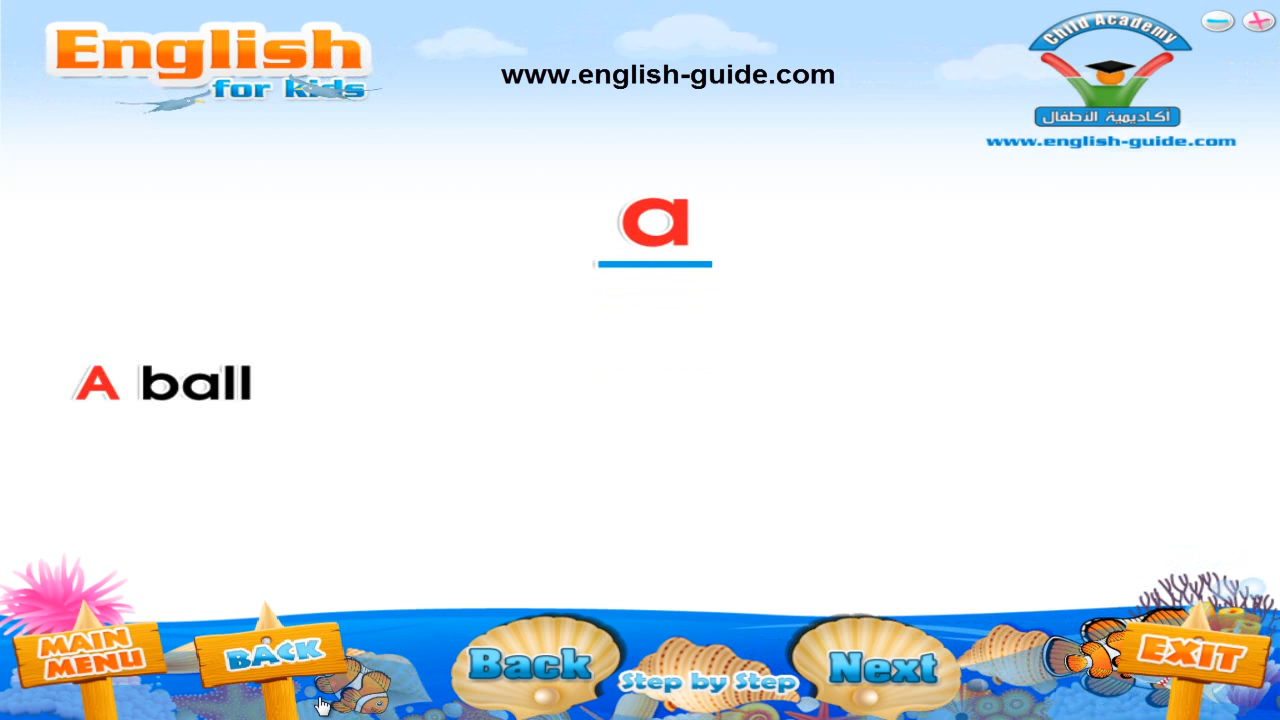 English
for kids
www.english-guide.com
Child Academy
أكاديمية الاطفال
www.english-guide.com
a
A ball
MAIN
MENU
BACK
Back
Step by Step
Next
EXIT